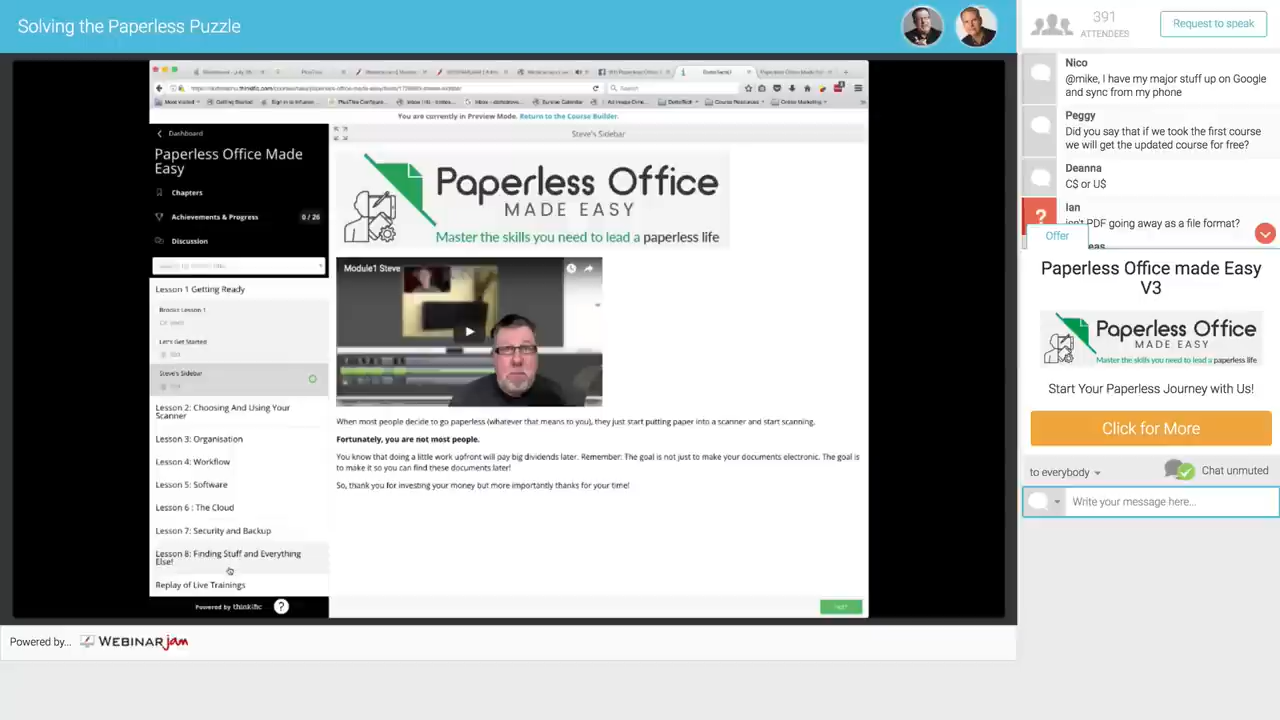 Solving the Paperless Puzzle
391
ATTENDEES
Request to speak
You are currently in Preview Mode. Return to the Course Builder.
Dashboard
Steve's Sidebar
Paperless Office Made
Easy
Chapters
Achievements & Progress 0 / 26
Discussion
Lesson 1 Getting Ready
Lesson 1
Let's Get Started
Steve's Sidebar
Lesson 2: Choosing And Using Your
Scanner
Lesson 3: Organisation
Lesson 4: Workflow
Lesson 5: Software
Lesson 6 : The Cloud
Lesson 7: Security and Backup
Lesson 8: Finding Stuff and Everything
Else!
Replay of Live Trainings
Powered by thinkific ?
Paperless Office
MADE EASY
Master the skills you need to lead a paperless life
Module1 Steve
When most people decide to go paperless (whatever that means to you), they just start putting paper into a scanner and start scanning.
Fortunately, you are not most people.
You know that doing a little work upfront will pay big dividends later. Remember: The goal is not just to make your documents electronic. The goal is
to make it so you can find these documents later!
So, thank you for investing your money but more importantly thanks for your time!
Powered by... WEBINARjam
Nico
@mike, I have my major stuff up on Google
and sync from my phone
Peggy
Did you say that if we took the first course
we will get the updated course for free?
Deanna
C$ or U$
Ian
? isn't PDF going away as a file format?
Offer
Paperless Office made Easy
V3
Paperless Office
MADE EASY
Master the skills you need to lead a paperless life
Start Your Paperless Journey with Us!
Click for More
to everybody
Chat unmuted
Write your message here...